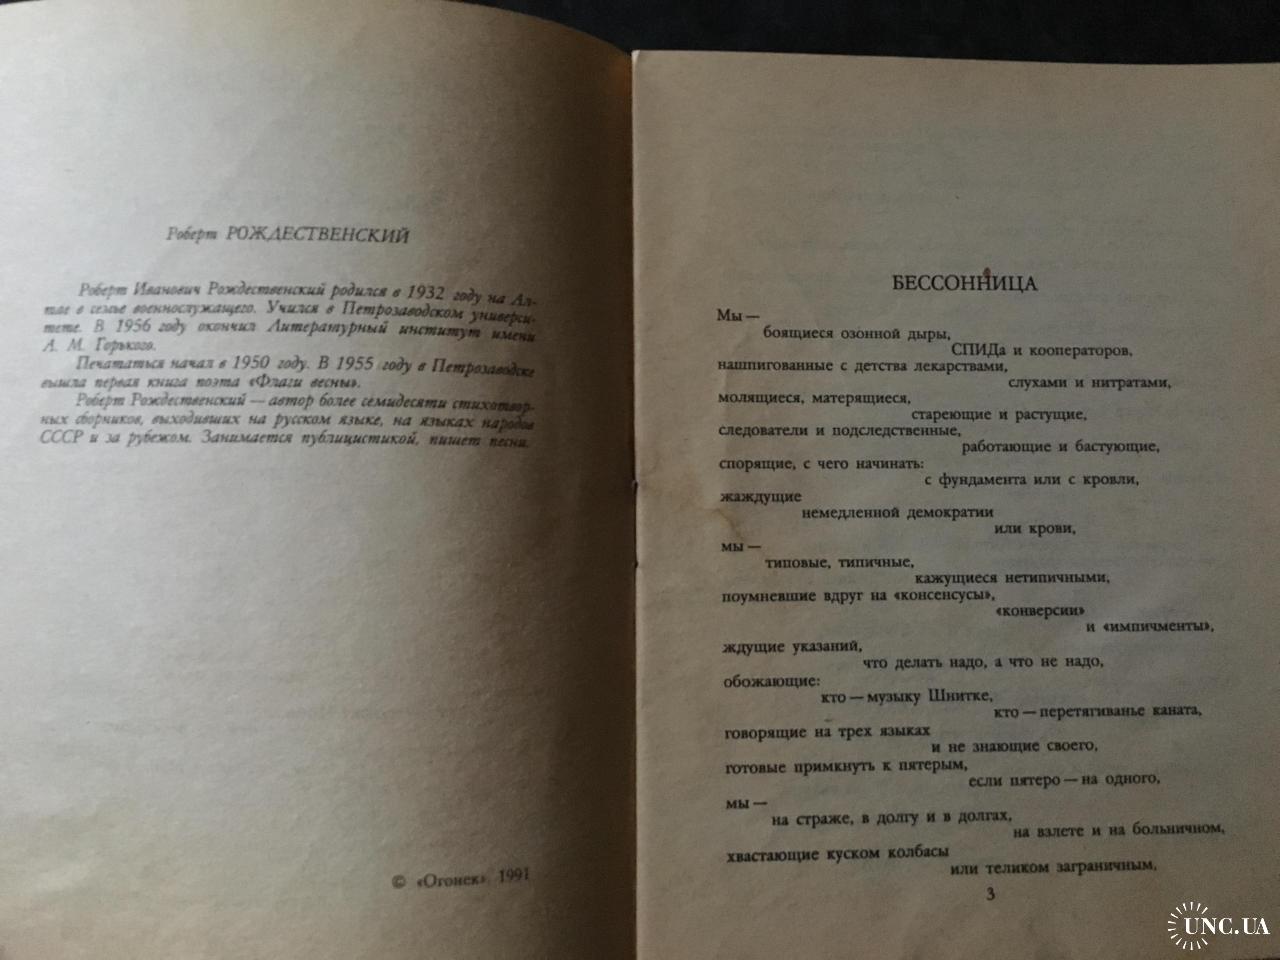 Роберт РОЖДЕСТВЕНСКИЙ
Роберт Иванович Рождественский родился в 1932 году на Ал-
тае в семье военнослужащего. Учился в Петрозаводском универси-
тете. В 1956 году окончил Литературный институт имени
А. М. Горького.
Печататься начал в 1950 году. В 1955 году в Петрозаводске
вышла первая книга поэта «Флаги весны».
Роберт Рождественский — автор более семидесяти стихотвор-
ных сборников, выходивших на русском языке, на языках народов
СССР и за рубежом. Занимается публицистикой, пишет песни.
© «Огонек» 1991
БЕССОННИЦА
Мы —
боящиеся озонной дыры,
СПИДа и кооператоров,
нашпигованные с детства лекарствами,
слухами и нитратами,
молящиеся, матерящиеся,
стареющие и растущие,
следователи и подследственные,
работающие и бастующие,
спорящие, с чего начинать:
с фундамента или с кровли,
жаждущие
немедленной демократии
или крови,
мы —
типовые, типичные,
кажущиеся нетипичными,
поумневшие вдруг на «консенсусы»,
«конверсии»
и «импичменты»,
ждущие указаний,
что делать надо, а что не надо,
обожающие:
кто — музыку Шнитке,
кто — перетягиванье каната,
говорящие на трех языках
и не знающие своего,
готовые примкнуть к пятерым,
если пятеро — на одного,
мы —
на страже, в долгу и в долгах,
на взлете и на больничном,
хвастающие куском колбасы
или теликом заграничным,
3
UNC.UA